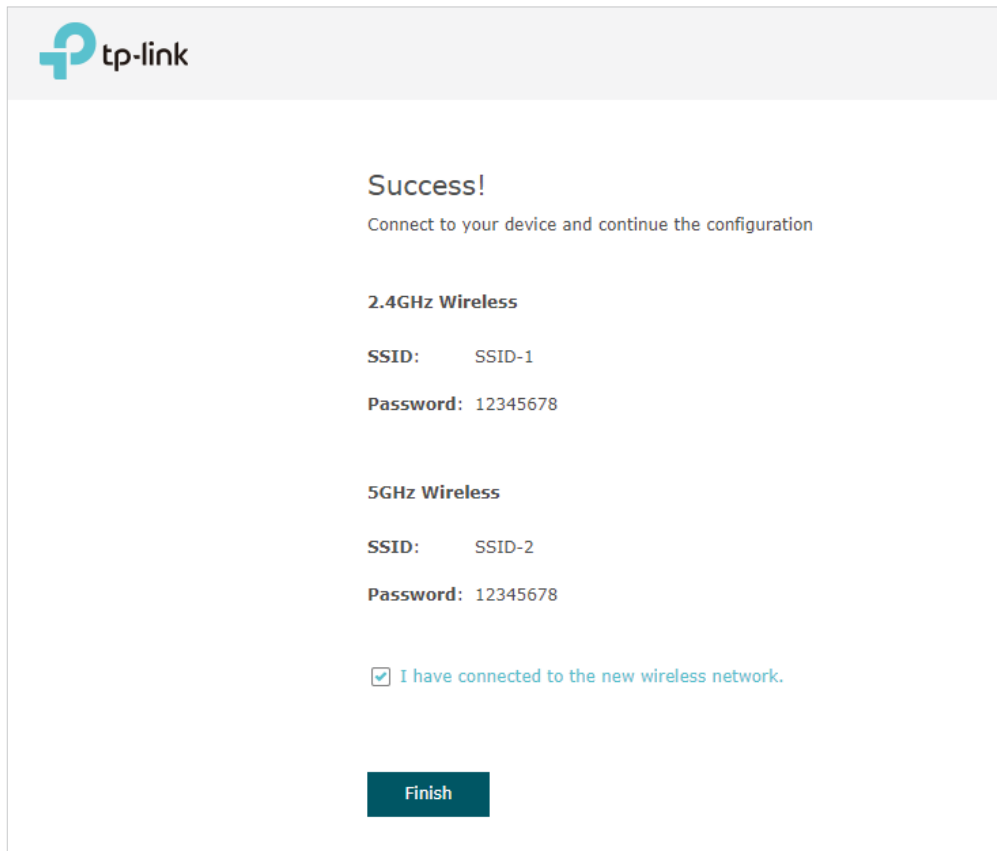 tp-link
Success!
Connect to your device and continue the configuration
2.4GHz Wireless
SSID: SSID-1
Password: 12345678
5GHz Wireless
SSID: SSID-2
Password: 12345678
I have connected to the new wireless network.
Finish